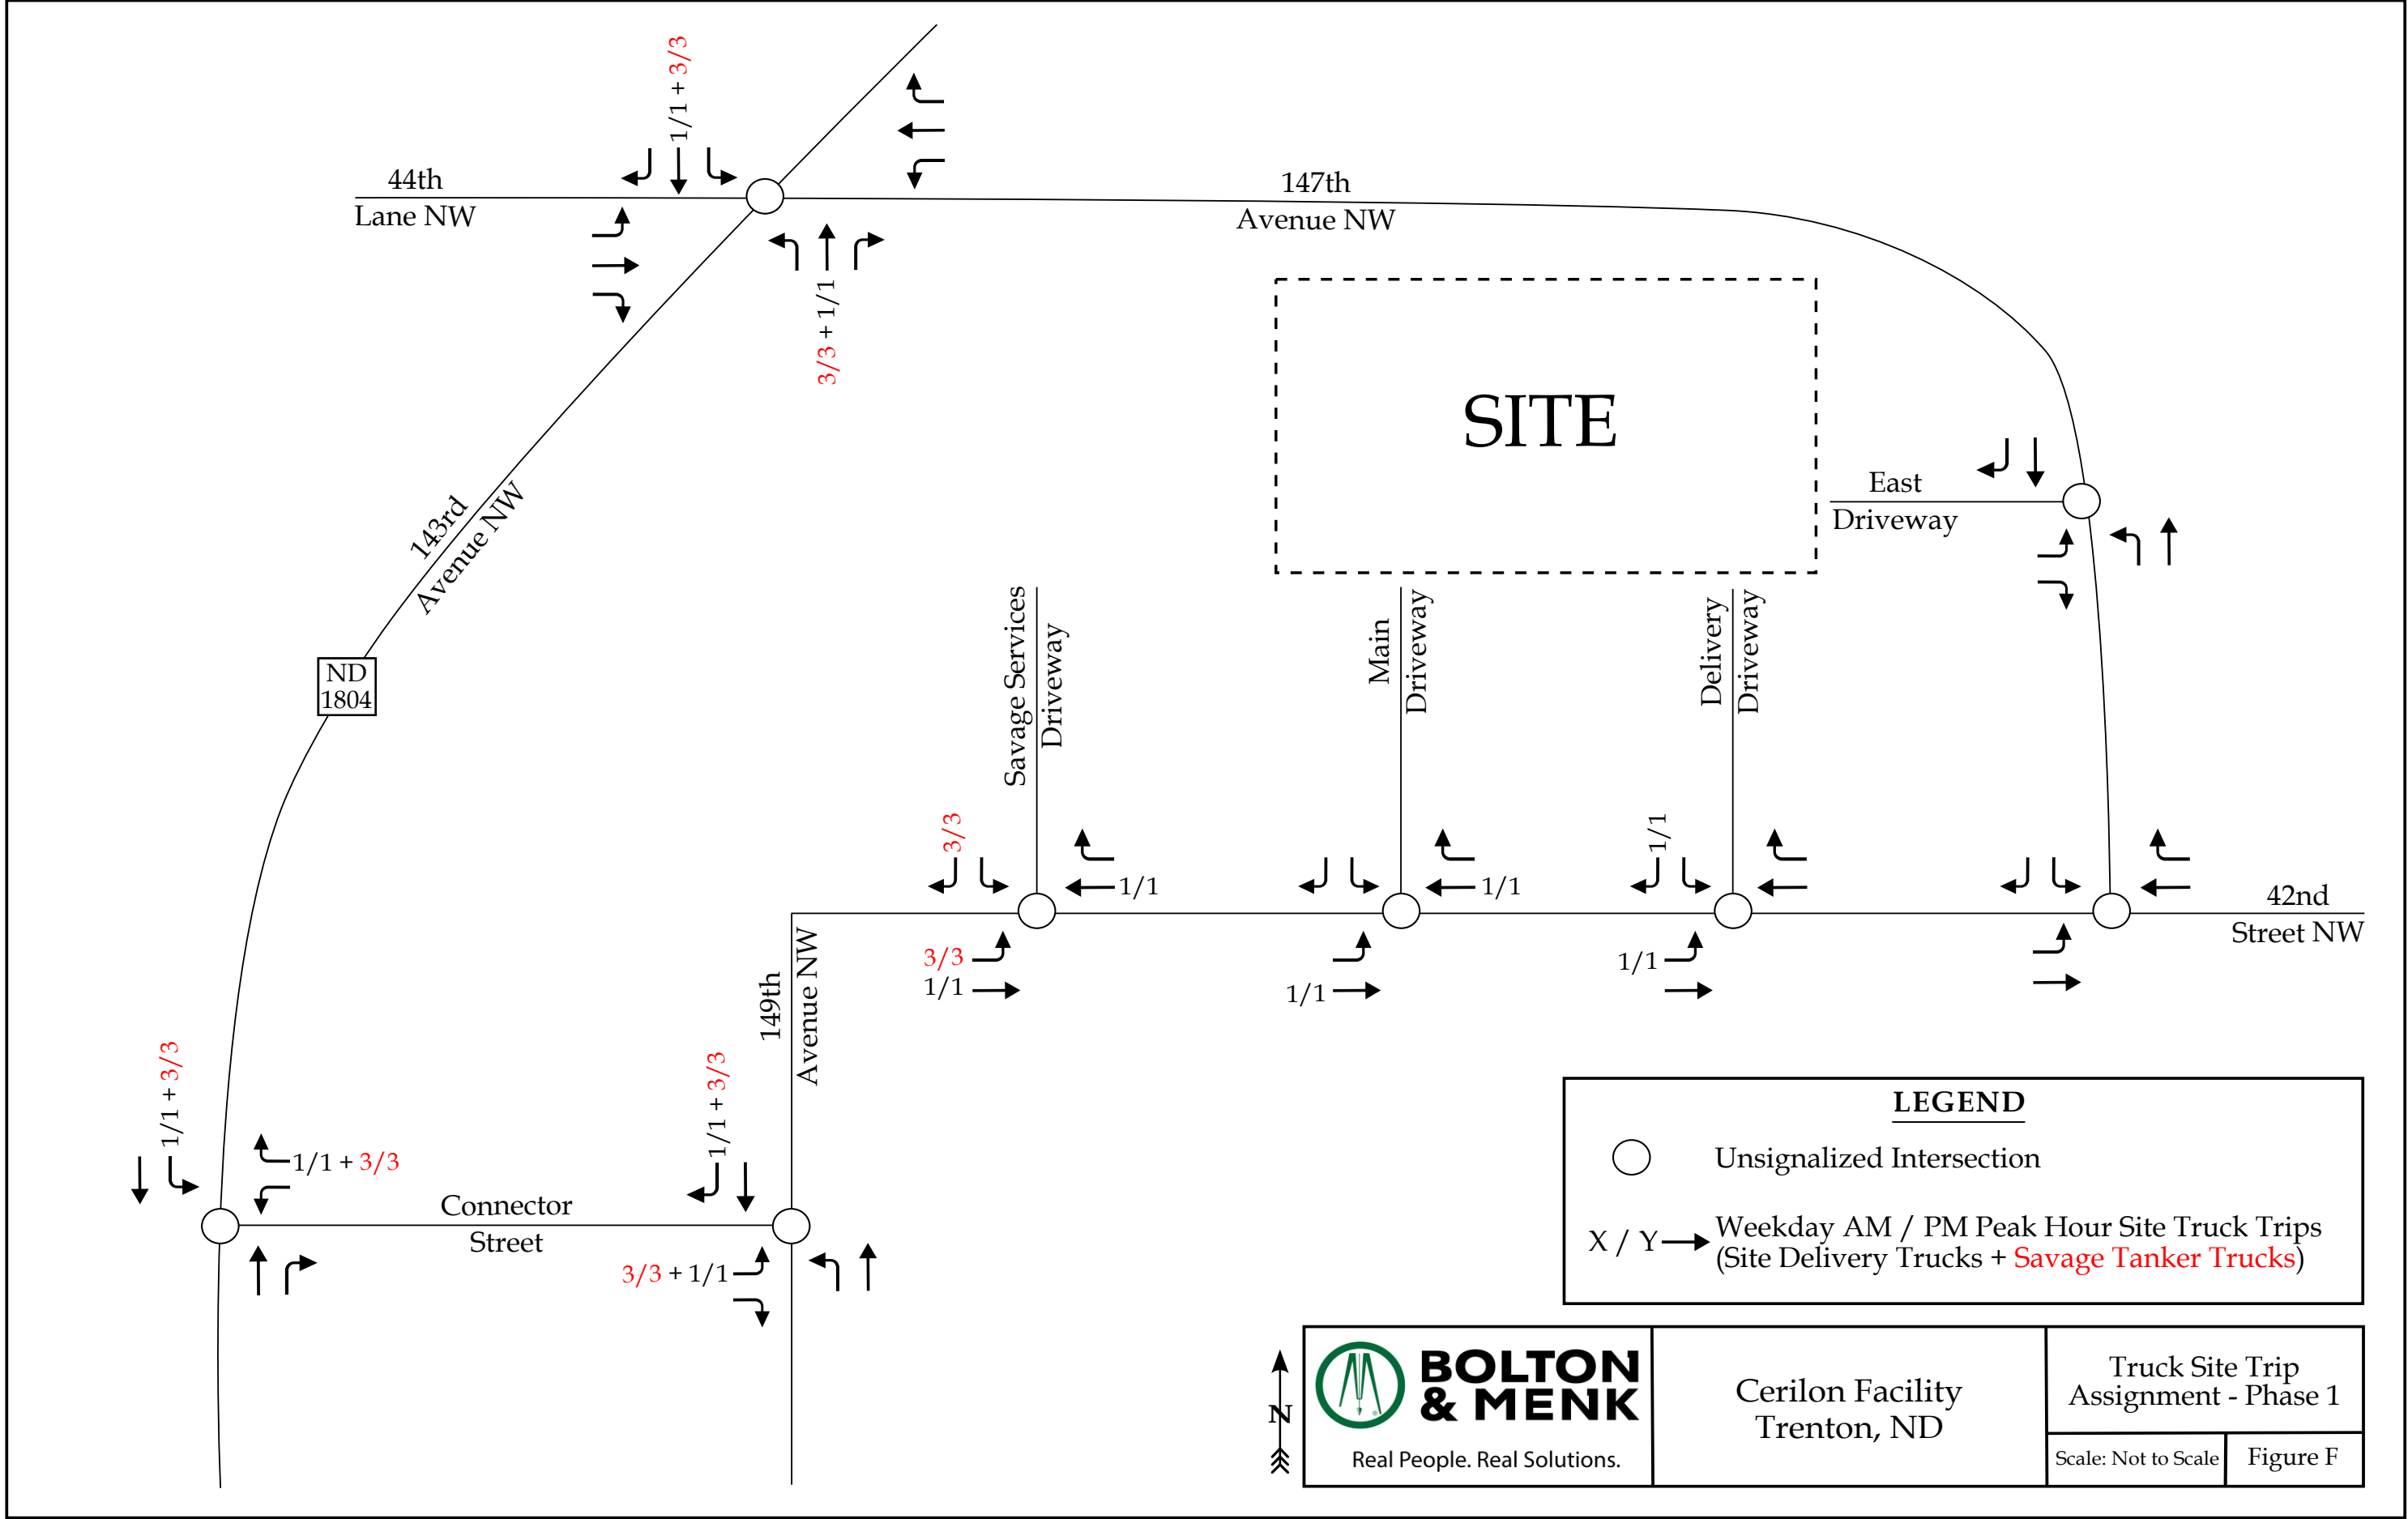 1/1 + 3/3
44th
Lane NW
147th
Avenue NW
3/3 + 1/1
SITE
143rd
Avenue NW
East
Driveway
ND
1804
Savage Services
Driveway
Main
Driveway
Delivery
Driveway
3/3
1/1
1/1
1/1
3/3
1/1
1/1
1/1
42nd
Street NW
149th
Avenue NW
1/1 + 3/3
1/1 + 3/3
1/1 + 3/3
Connector
Street
3/3 + 1/1
LEGEND
Unsignalized Intersection
X / Y
Weekday AM / PM Peak Hour Site Truck Trips
(Site Delivery Trucks + Savage Tanker Trucks)
N
®
BOLTON
& MENK
Real People. Real Solutions.
Cerilon Facility
Trenton, ND
Truck Site Trip
Assignment - Phase 1
Scale: Not to Scale
Figure F